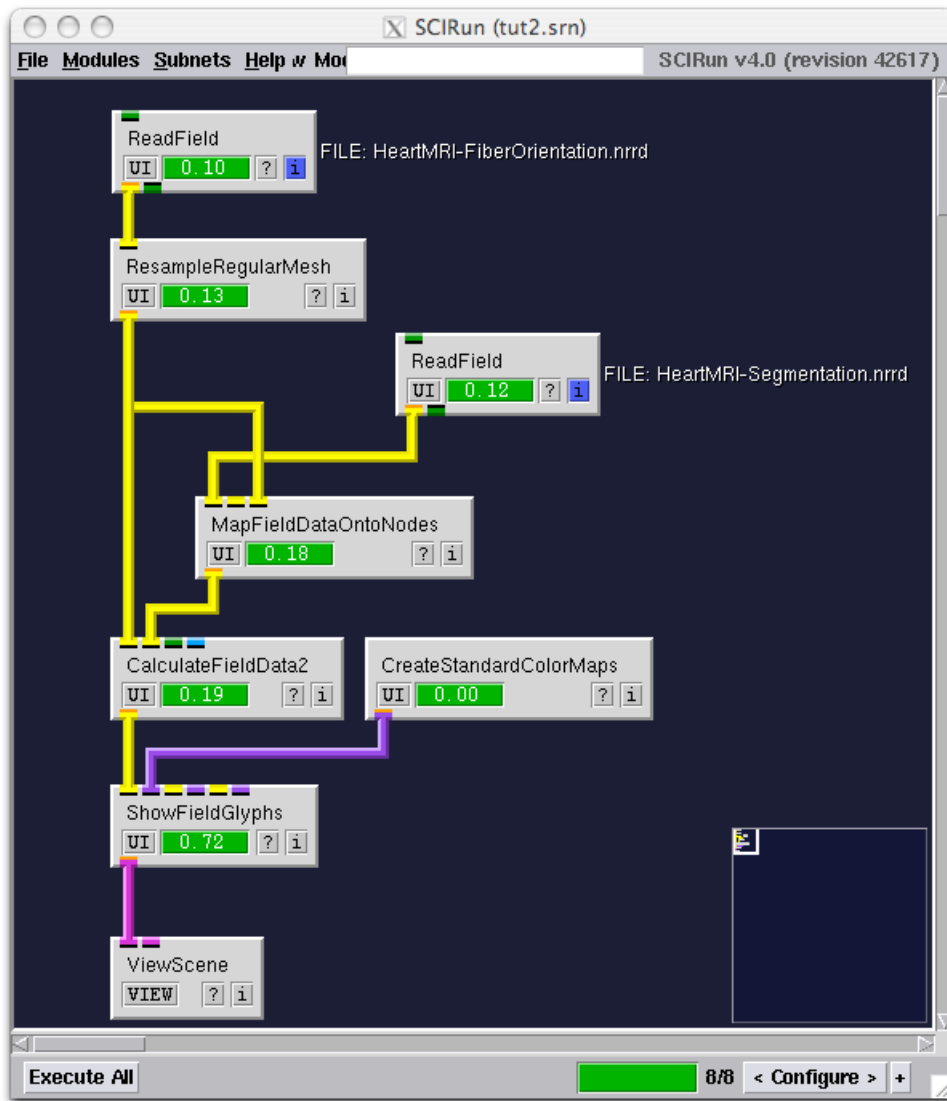 SCIRun (tut2.srn)
File Modules Subnets Help w Mo SCIRun v4.0 (revision 42617)
ReadField
UI 0.10 ? i
FILE: HeartMRI-FiberOrientation.nrrd
ResampleRegularMesh
UI 0.13 ? i
ReadField
UI 0.12 ? i
FILE: HeartMRI-Segmentation.nrrd
MapFieldDataOntoNodes
UI 0.18 ? i
CalculateFieldData2
UI 0.19 ? i
CreateStandardColorMaps
UI 0.00 ? i
ShowFieldGlyphs
UI 0.72 ? i
ViewScene
VIEW ? i
Execute All 8/8 < Configure > +